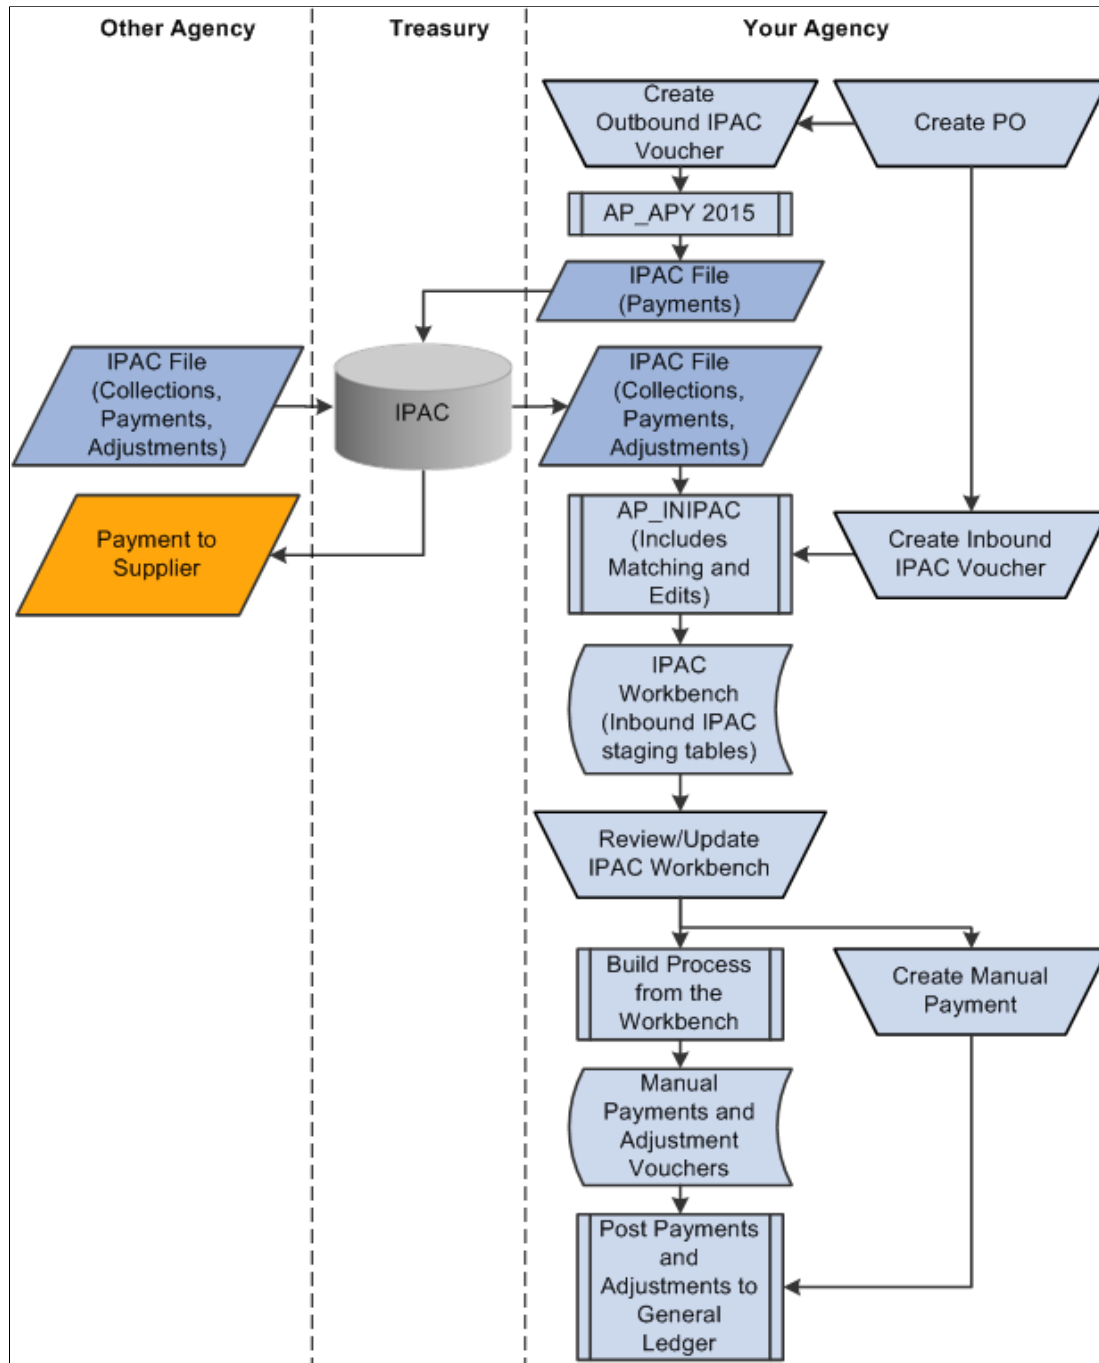 Other Agency
Treasury
Your Agency
Create
Outbound IPAC
Voucher
Create PO
AP_APY 2015
IPAC File
(Payments)
IPAC File
(Collections,
Payments,
Adjustments)
IPAC
IPAC File
(Collections,
Payments,
Adjustments)
Payment to
Supplier
AP_INIPAC
(Includes
Matching and
Edits)
Create Inbound
IPAC Voucher
IPAC
Workbench
(Inbound IPAC
staging tables)
Review/Update
IPAC Workbench
Build Process
from the
Workbench
Create Manual
Payment
Manual
Payments and
Adjustment
Vouchers
Post Payments
and
Adjustments to
General
Ledger